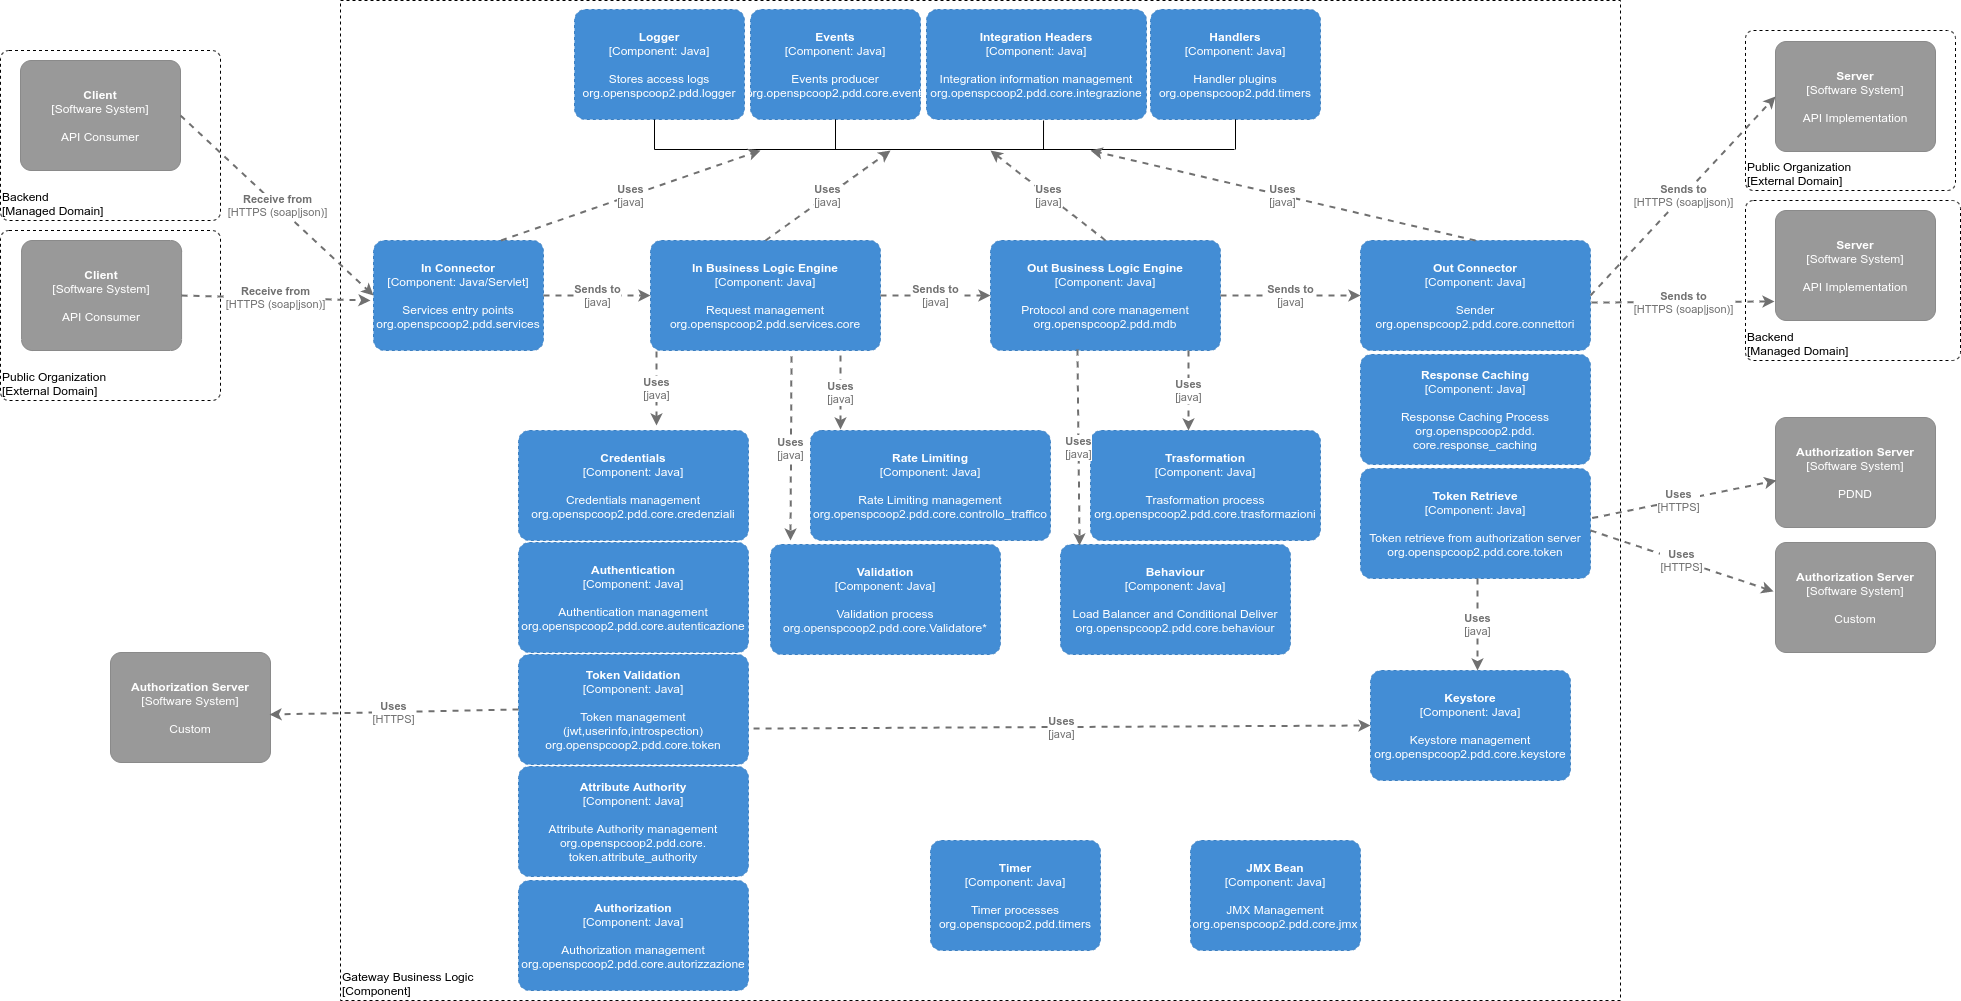 Logger
[Component: Java]
Stores access logs
org.openspcoop2.pdd.logger
Events
[Component: Java]
Events producer
org.openspcoop2.pdd.core.event
Integration Headers
[Component: Java]
Integration information management
org.openspcoop2.pdd.core.integrazione
Handlers
[Component: Java]
Handler plugins
org.openspcoop2.pdd.timers
Client
[Software System]
API Consumer
Backend
[Managed Domain]
Client
[Software System]
API Consumer
Public Organization
[External Domain]
Receive from
[HTTPS (soap|json)]
Receive from
[HTTPS (soap|json)]
Uses
[java]
Uses
[java]
Uses
[java]
Uses
[java]
Server
[Software System]
API Implementation
Public Organization
[External Domain]
Sends to
[HTTPS (soap|json)]
Server
[Software System]
API Implementation
Backend
[Managed Domain]
Sends to
[HTTPS (soap|json)]
In Connector
[Component: Java/Servlet]
Services entry points
org.openspcoop2.pdd.services
Sends to
[java]
In Business Logic Engine
[Component: Java]
Request management
org.openspcoop2.pdd.services.core
Sends to
[java]
Out Business Logic Engine
[Component: Java]
Protocol and core management
org.openspcoop2.pdd.mdb
Sends to
[java]
Out Connector
[Component: Java]
Sender
org.openspcoop2.pdd.core.connettori
Response Caching
[Component: Java]
Response Caching Process
org.openspcoop2.pdd.
core.response_caching
Token Retrieve
[Component: Java]
Token retrieve from authorization server
org.openspcoop2.pdd.core.token
Uses
[java]
Uses
[java]
Uses
[java]
Uses
[java]
Uses
[java]
Credentials
[Component: Java]
Credentials management
org.openspcoop2.pdd.core.credenziali
Rate Limiting
[Component: Java]
Rate Limiting management
org.openspcoop2.pdd.core.controllo_traffico
Trasformation
[Component: Java]
Trasformation process
org.openspcoop2.pdd.core.trasformazioni
Authentication
[Component: Java]
Authentication management
org.openspcoop2.pdd.core.autenticazione
Validation
[Component: Java]
Validation process
org.openspcoop2.pdd.core.Validatore*
Behaviour
[Component: Java]
Load Balancer and Conditional Deliver
org.openspcoop2.pdd.core.behaviour
Uses
[HTTPS]
Authorization Server
[Software System]
PDND
Uses
[HTTPS]
Authorization Server
[Software System]
Custom
Uses
[java]
Authorization Server
[Software System]
Custom
Uses
[HTTPS]
Token Validation
[Component: Java]
Token management
(jwt,userinfo,introspection)
org.openspcoop2.pdd.core.token
Uses
[java]
Keystore
[Component: Java]
Keystore management
org.openspcoop2.pdd.core.keystore
Attribute Authority
[Component: Java]
Attribute Authority management
org.openspcoop2.pdd.core.
token.attribute_authority
Authorization
[Component: Java]
Authorization management
org.openspcoop2.pdd.core.autorizzazione
Timer
[Component: Java]
Timer processes
org.openspcoop2.pdd.timers
JMX Bean
[Component: Java]
JMX Management
org.openspcoop2.pdd.core.jmx
Gateway Business Logic
[Component]